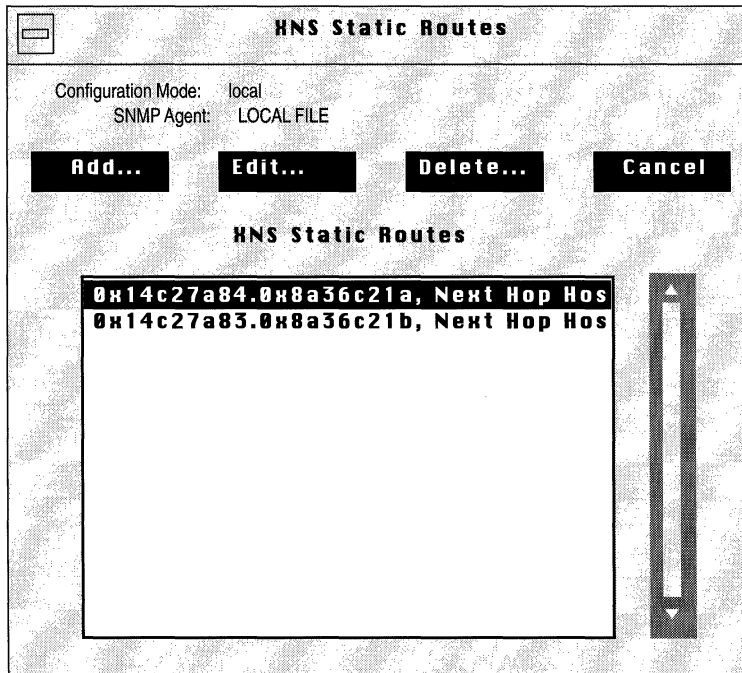 XNS Static Routes
Configuration Mode: local
SNMP Agent: LOCAL FILE
Add... Edit... Delete... Cancel
XNS Static Routes
0x14c27a84.0x8a36c21a, Next Hop Hos
0x14c27a83.0x8a36c21b, Next Hop Hos